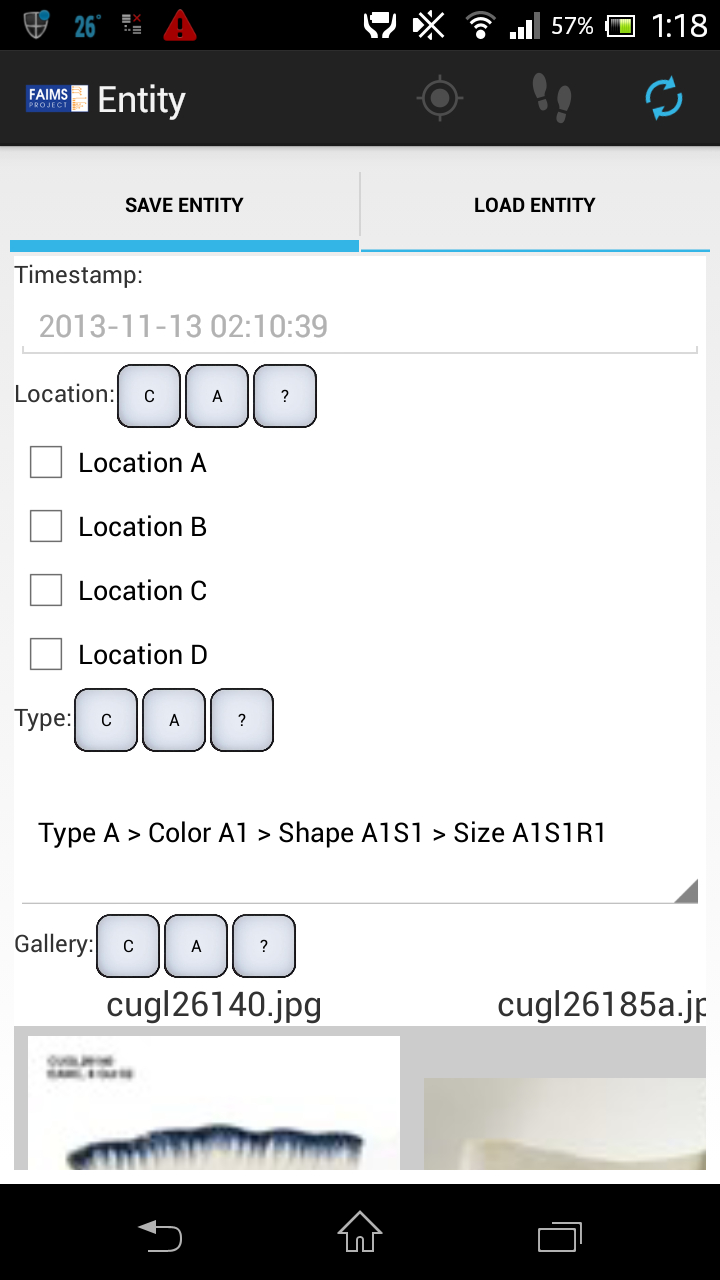 26°
57%
1:18
FAIMS
PROJECT
Entity
SAVE ENTITY
LOAD ENTITY
Timestamp:
2013-11-13 02:10:39
Location: C A ?
Location A
Location B
Location C
Location D
Type: C A ?
Type A > Color A1 > Shape A1S1 > Size A1S1R1
Gallery: C A ?
cugl26140.jpg cugl26185a.jp